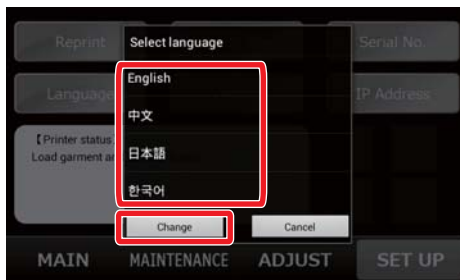 Reprint
Select language
Serial No.
English
Language
IP Address
中文
【Printer status
Load garment a
日本語
한국어
Change
Cancel
MAIN
MAINTENANCE
ADJUST
SET UP